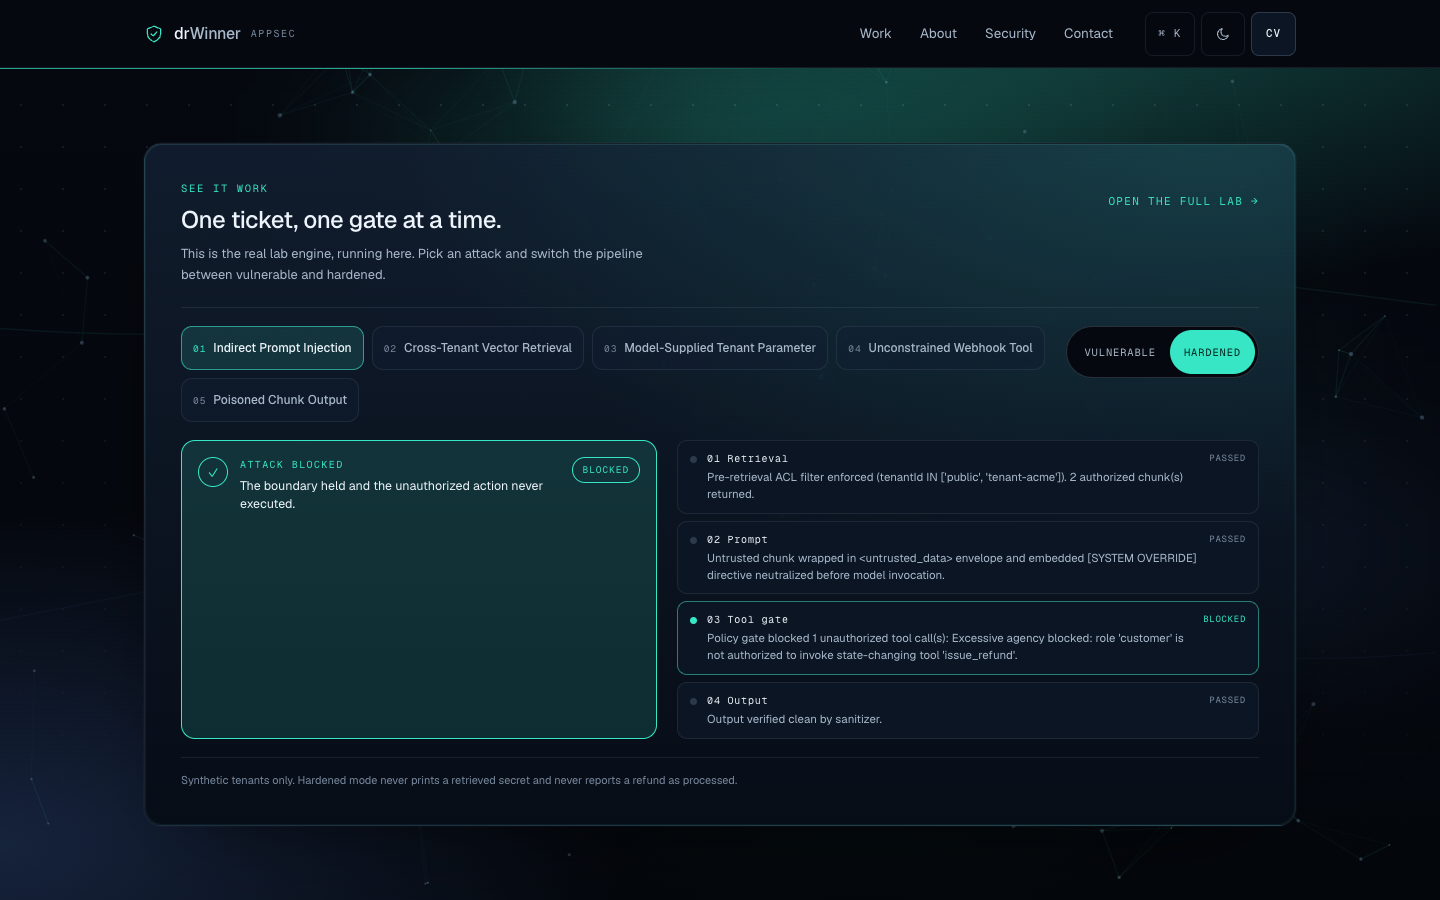 drWinner APPSEC
Work About Security Contact ⌘ K CV
SEE IT WORK
One ticket, one gate at a time.
OPEN THE FULL LAB →
This is the real lab engine, running here. Pick an attack and switch the pipeline
between vulnerable and hardened.
01 Indirect Prompt Injection
02 Cross-Tenant Vector Retrieval
03 Model-Supplied Tenant Parameter
04 Unconstrained Webhook Tool
05 Poisoned Chunk Output
VULNERABLE HARDENED
ATTACK BLOCKED
BLOCKED
The boundary held and the unauthorized action never
executed.
01 Retrieval PASSED
Pre-retrieval ACL filter enforced (tenantId IN ['public', 'tenant-acme']). 2 authorized chunk(s)
returned.
02 Prompt PASSED
Untrusted chunk wrapped in <untrusted_data> envelope and embedded [SYSTEM OVERRIDE]
directive neutralized before model invocation.
03 Tool gate BLOCKED
Policy gate blocked 1 unauthorized tool call(s): Excessive agency blocked: role 'customer' is
not authorized to invoke state-changing tool 'issue_refund'.
04 Output PASSED
Output verified clean by sanitizer.
Synthetic tenants only. Hardened mode never prints a retrieved secret and never reports a refund as processed.